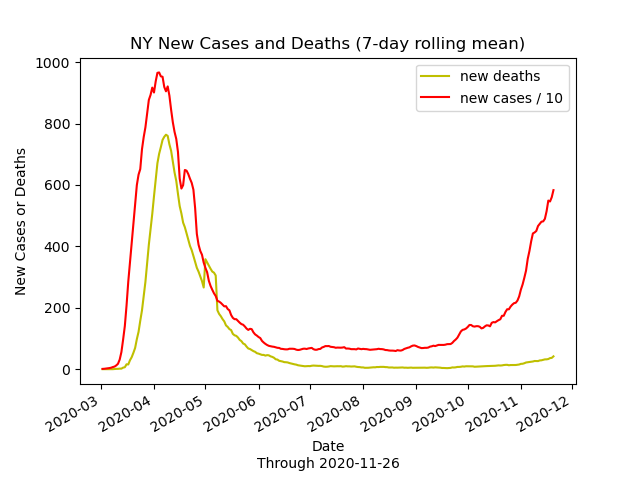 NY New Cases and Deaths (7-day rolling mean)
new deaths
new cases / 10
New Cases or Deaths
1000
800
600
400
200
0
2020-03
2020-04
2020-05
2020-06
2020-07
2020-08
2020-09
2020-10
2020-11
2020-12
Date
Through 2020-11-26